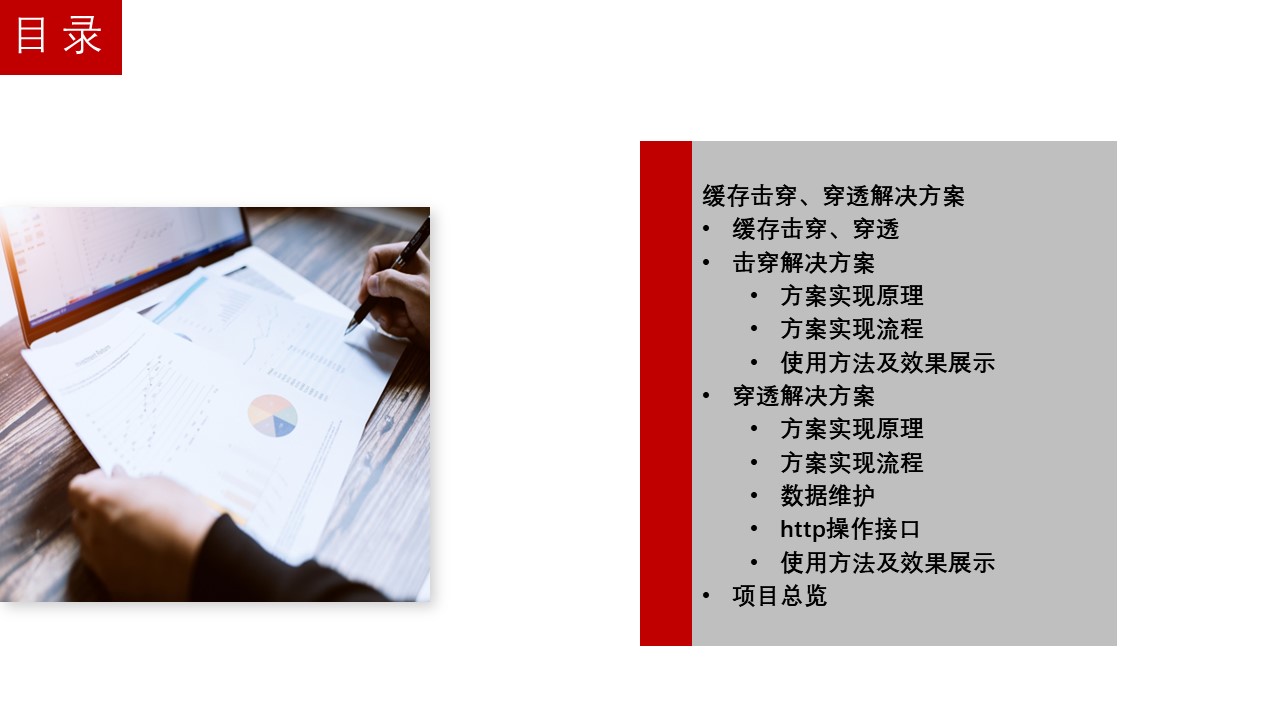 目录
缓存击穿、穿透解决方案
• 缓存击穿、穿透
• 击穿解决方案
• 方案实现原理
• 方案实现流程
• 使用方法及效果展示
• 穿透解决方案
• 方案实现原理
• 方案实现流程
• 数据维护
• http操作接口
• 使用方法及效果展示
• 项目总览